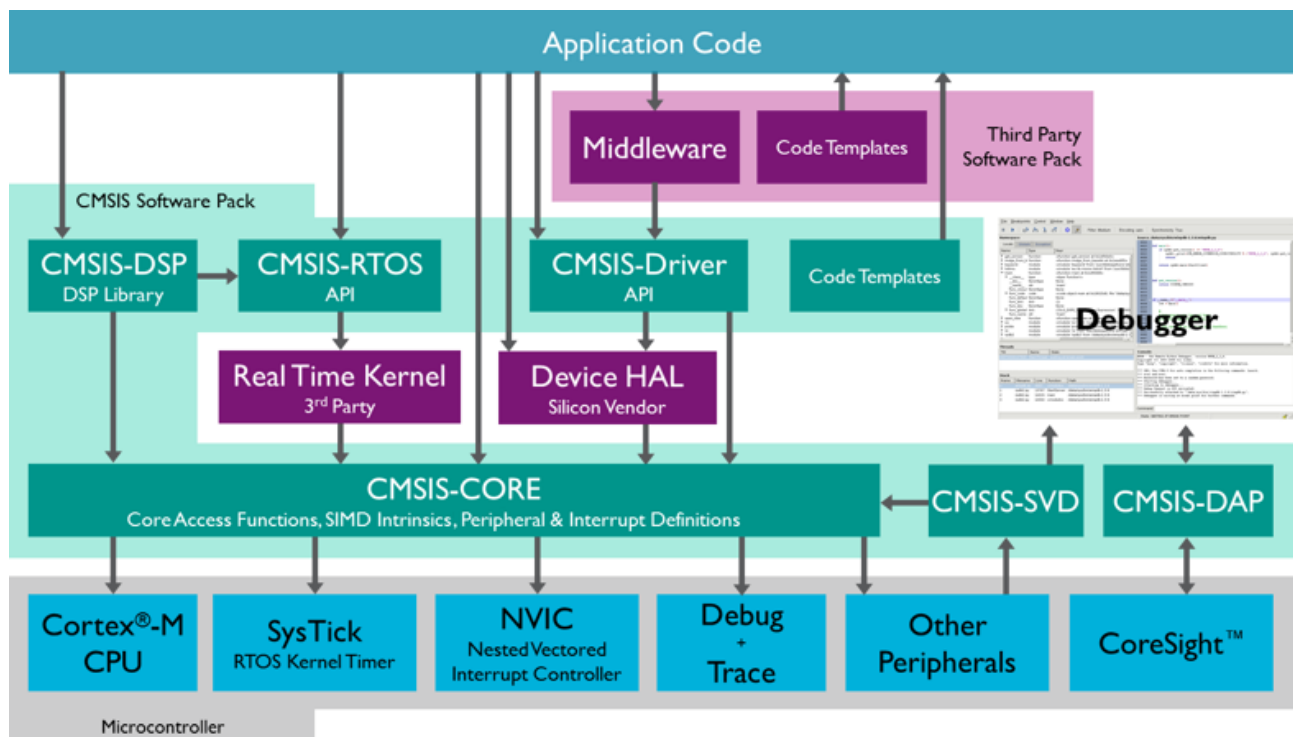 Application Code
Middleware
Code Templates
Third Party
Software Pack
CMSIS Software Pack
CMSIS-DSP
DSP Library
CMSIS-RTOS
API
CMSIS-Driver
API
Code Templates
Debugger
Real Time Kernel
3rd Party
Device HAL
Silicon Vendor
CMSIS-CORE
Core Access Functions, SIMD Intrinsics, Peripheral & Interrupt Definitions
CMSIS-SVD
CMSIS-DAP
Cortex®-M
CPU
SysTick
RTOS Kernel Timer
NVIC
Nested Vectored
Interrupt Controller
Debug
+
Trace
Other
Peripherals
CoreSight™
Microcontroller